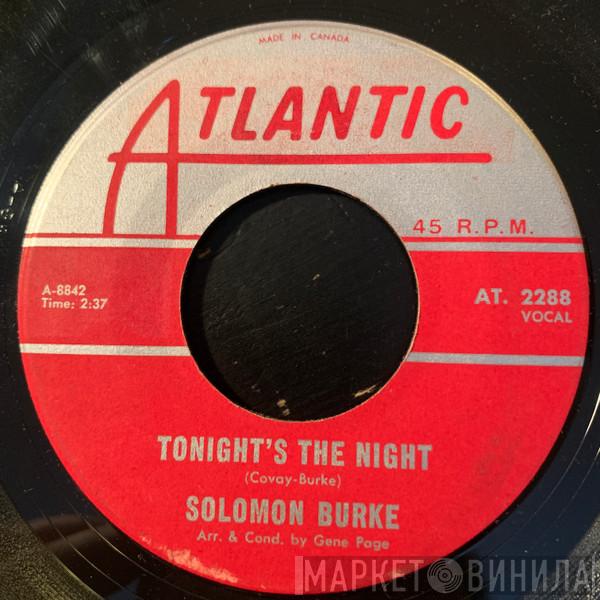 MADE IN CANADA
ATLANTIC
45 R.P.M.
A-8842
Time: 2:37
AT. 2288
VOCAL
TONIGHT'S THE NIGHT
(Covay-Burke)
SOLOMON BURKE
Arr. & Cond. by Gene Page
МАРКЕТ ВИНИЛА